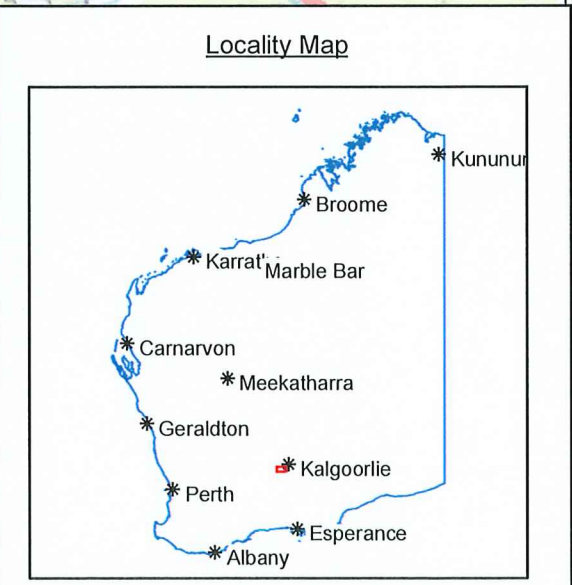 Locality Map
Kununur
Broome
Karrat'
Marble Bar
Carnarvon
Meekatharra
Geraldton
Kalgoorlie
Perth
Esperance
Albany